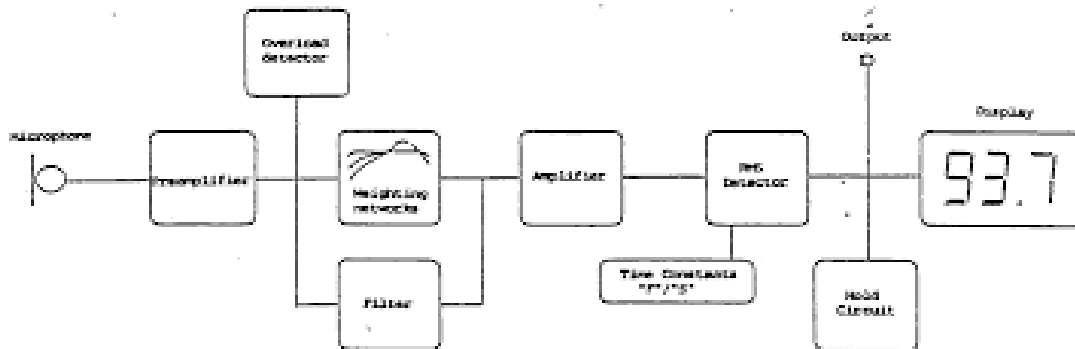 Overload
detector
Microphone
Preamplifier
Weighting
networks
Filter
Amplifier
RMS
Detector
Time Constants
"F"/"S"
Output
Display
93.7
Hold
Circuit